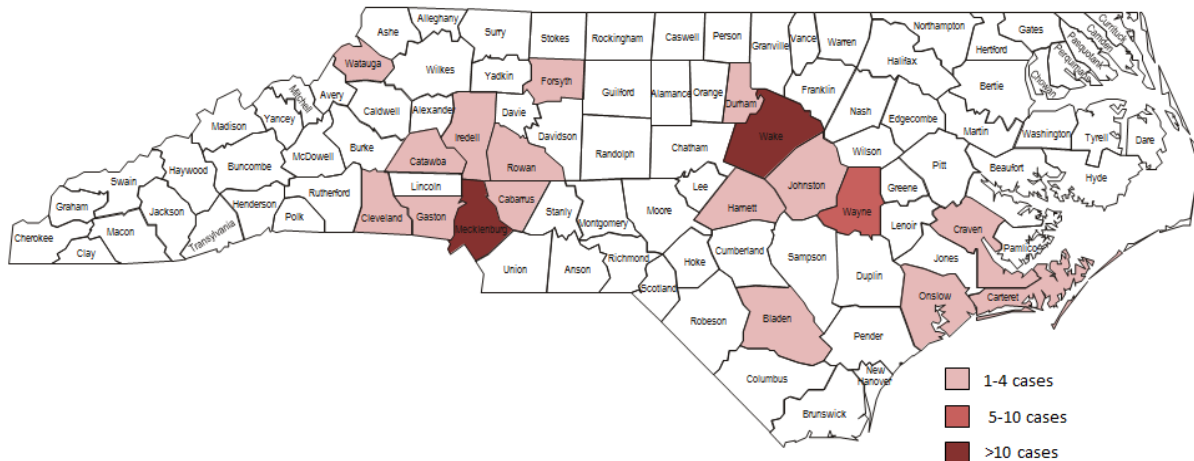 Alleghany
Ashe
Surry
Stokes
Rockingham
Caswell
Person
Granville
Vance
Warren
Northampton
Gates
Currituck
Camden
Pasquotank
Perquimans
Chowan
Hertford
Halifax
Bertie
Watauga
Wilkes
Yadkin
Forsyth
Guilford
Alamance
Orange
Durham
Franklin
Nash
Edgecombe
Martin
Washington
Tyrell
Dare
Mitchell
Avery
Yancey
Madison
Caldwell
Alexander
Iredell
Davie
Davidson
Randolph
Chatham
Wake
Wilson
Pitt
Beaufort
Hyde
Burke
McDowell
Buncombe
Haywood
Swain
Graham
Cherokee
Clay
Macon
Jackson
Transylvania
Henderson
Polk
Rutherford
Cleveland
Catawba
Lincoln
Gaston
Mecklenburg
Rowan
Cabarrus
Stanly
Montgomery
Moore
Lee
Harnett
Johnston
Wayne
Greene
Lenoir
Craven
Pamlico
Jones
Union
Anson
Richmond
Scotland
Hoke
Cumberland
Sampson
Duplin
Onslow
Carteret
Robeson
Bladen
Pender
New
Hanover
Columbus
Brunswick
1-4 cases
5-10 cases
>10 cases